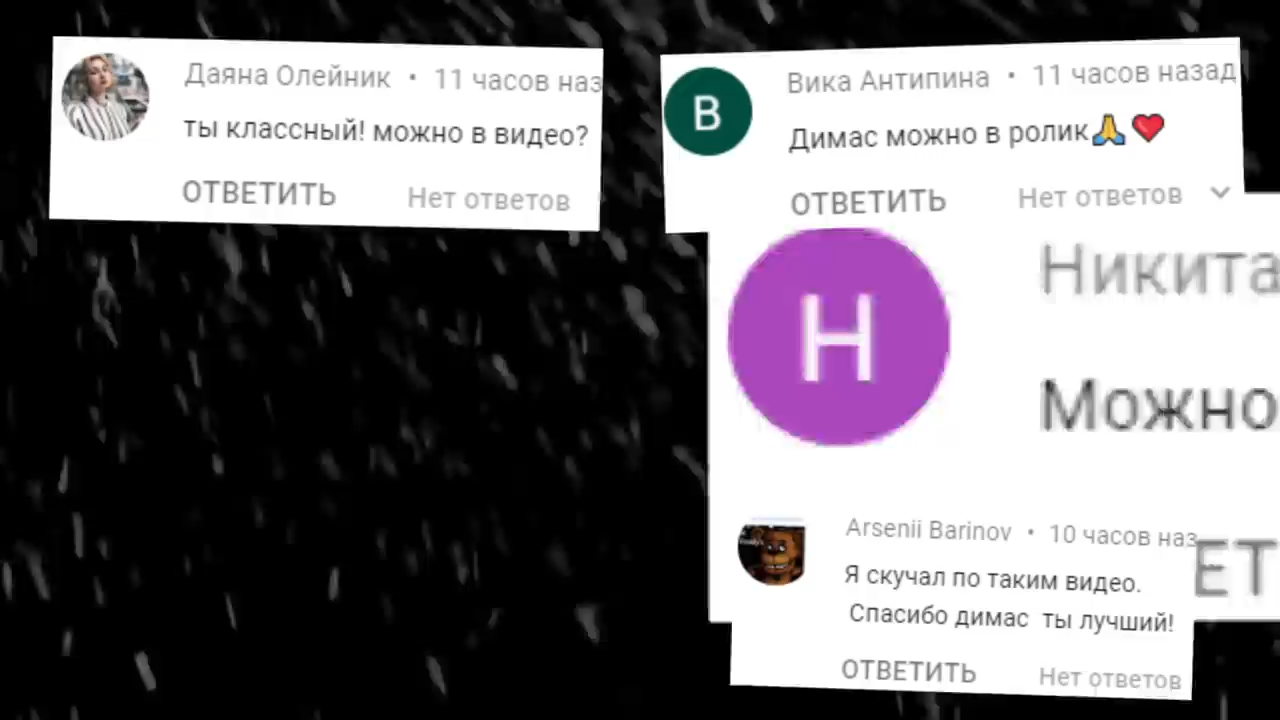 Даяна Олейник • 11 часов наз
ты классный! можно в видео?
ОТВЕТИТЬ Нет ответов
В
Вика Антипина • 11 часов назад
Димас можно в ролик🙏❤️
ОТВЕТИТЬ Нет ответов
Н
Никита
Можно
ЕТ
Arsenii Barinov • 10 часов наз
Я скучал по таким видео.
Спасибо димас ты лучший!
ОТВЕТИТЬ Нет ответов